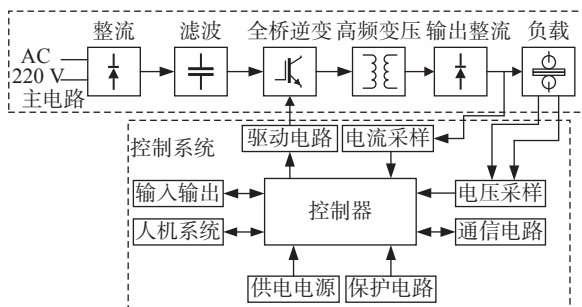 整流
滤波
全桥逆变
高频变压
输出整流
负载
AC
220 V
主电路
控制系统
驱动电路
电流采样
输入输出
控制器
电压采样
人机系统
通信电路
供电电源
保护电路